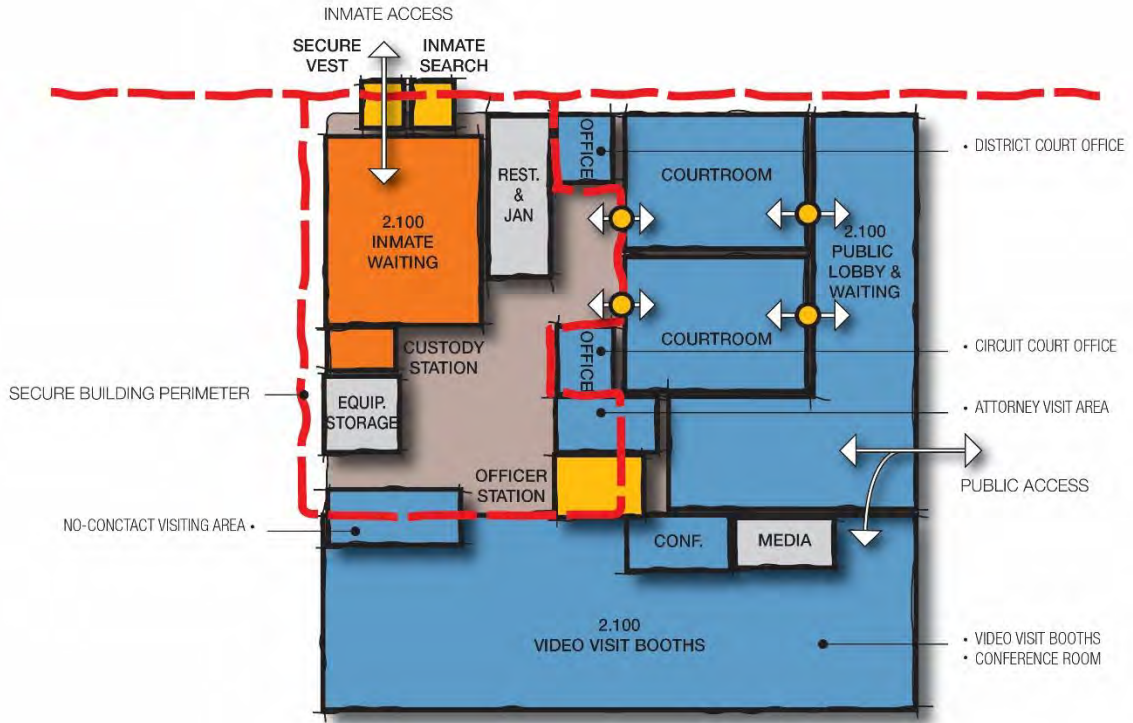 INMATE ACCESS
SECURE
VEST
INMATE
SEARCH
OFFICE
• DISTRICT COURT OFFICE
REST.
&
JAN
COURTROOM
2.100
INMATE
WAITING
2.100
PUBLIC
LOBBY &
WAITING
COURTROOM
OFFICE
• CIRCUIT COURT OFFICE
CUSTODY
STATION
SECURE BUILDING PERIMETER
EQUIP.
STORAGE
• ATTORNEY VISIT AREA
OFFICER
STATION
PUBLIC ACCESS
NO-CONCTACT VISITING AREA •
CONF.
MEDIA
2.100
VIDEO VISIT BOOTHS
• VIDEO VISIT BOOTHS
• CONFERENCE ROOM